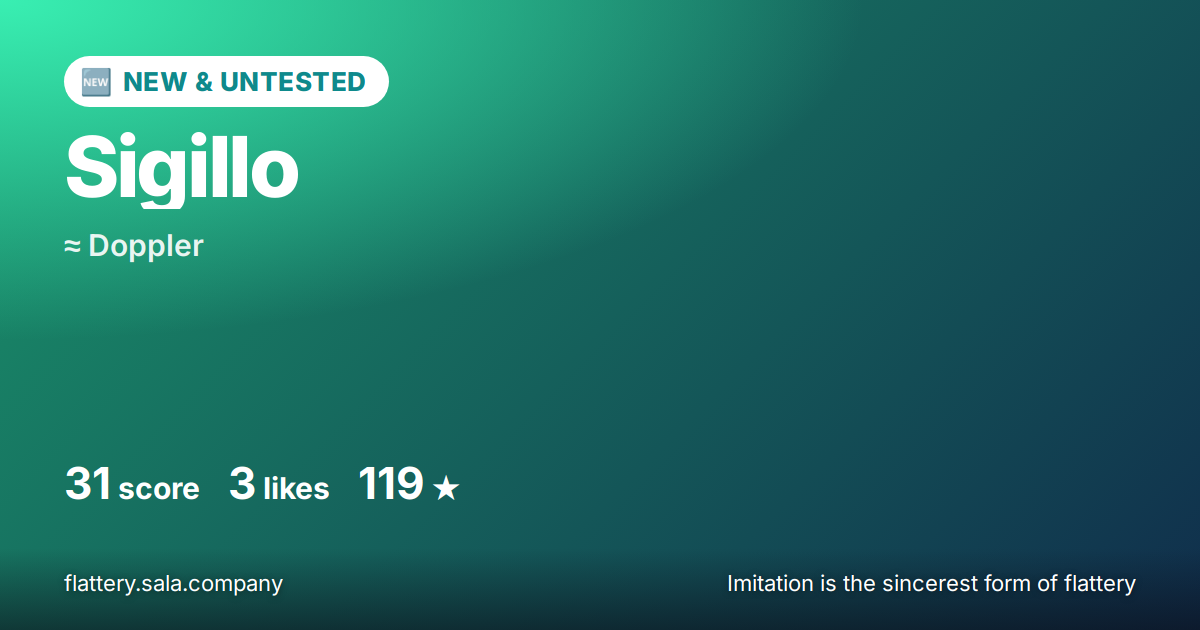 🆕 NEW & UNTESTED
Sigillo
≈ Doppler
31 score 3 likes 119 ★
flattery.sala.company
Imitation is the sincerest form of flattery